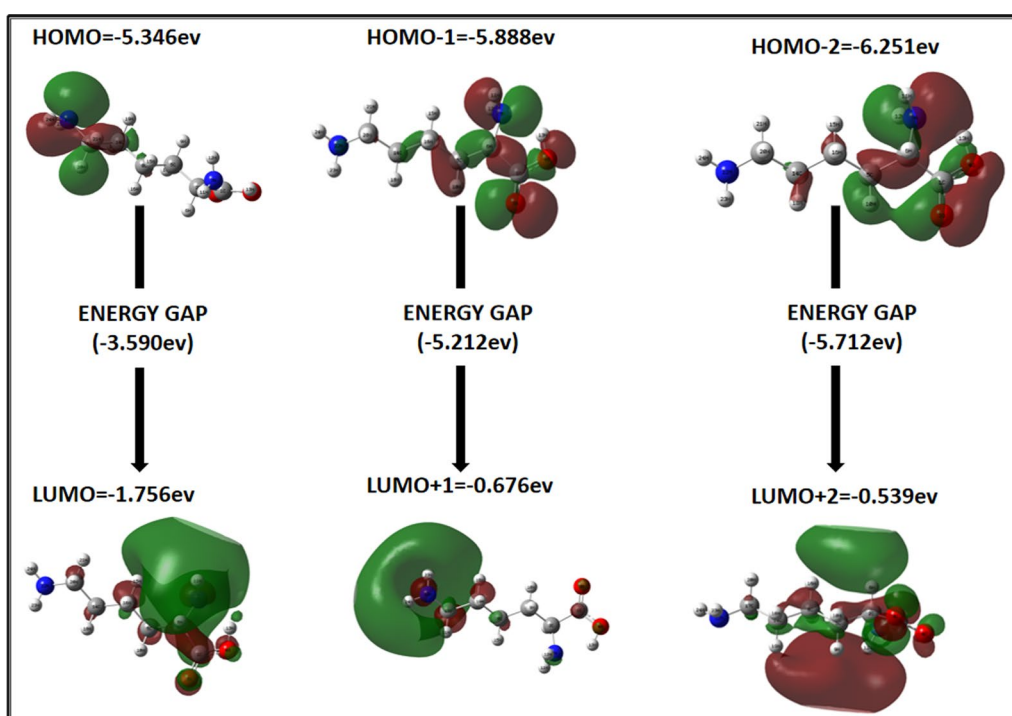 HOMO=-5.346ev
HOMO-1=-5.888ev
HOMO-2=-6.251ev
ENERGY GAP
(-3.590ev)
ENERGY GAP
(-5.212ev)
ENERGY GAP
(-5.712ev)
LUMO=-1.756ev
LUMO+1=-0.676ev
LUMO+2=-0.539ev